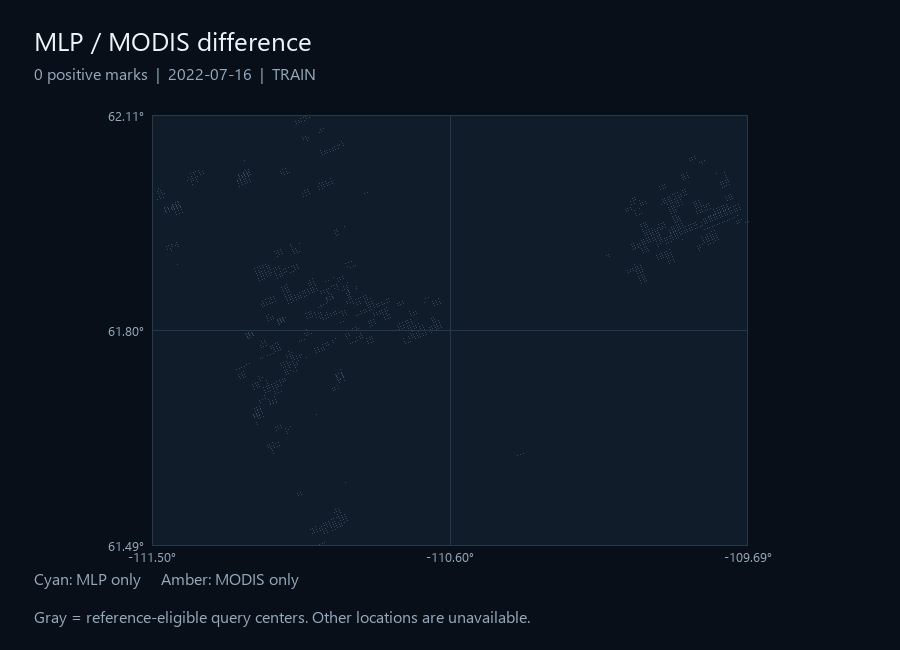 MLP / MODIS difference
0 positive marks | 2022-07-16 | TRAIN
62.11°
61.80°
61.49°
-111.50° -110.60° -109.69°
Cyan: MLP only Amber: MODIS only
Gray = reference-eligible query centers. Other locations are unavailable.